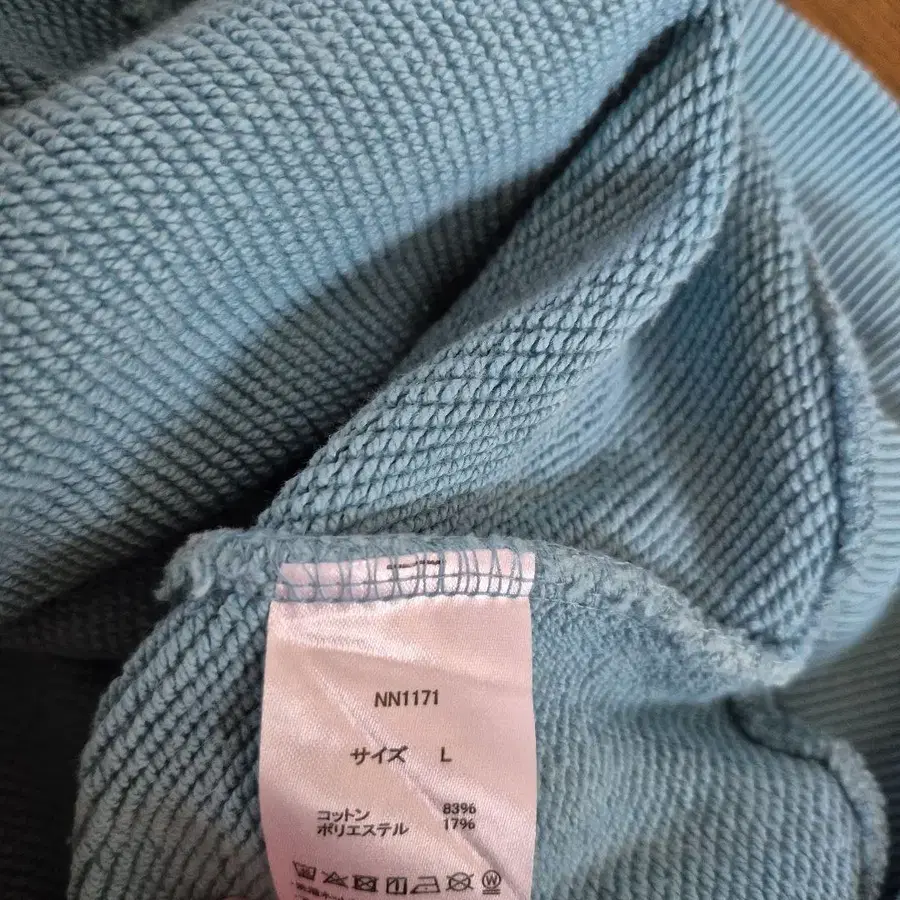 NN1171
サイズ L
コットン 83%
ポリエステル 17%